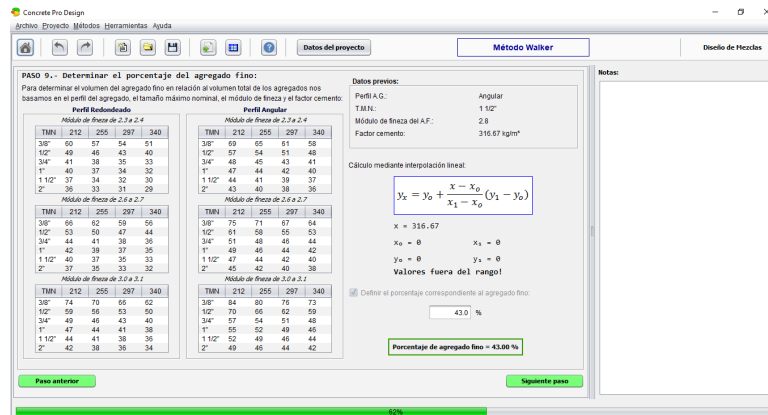 Concrete Pro Design
Archivo Proyecto Métodos Herramientas Ayuda
Datos del proyecto
Método Walker
Diseño de Mezclas
PASO 9.- Determinar el porcentaje del agregado fino:
Para determinar el volumen del agregado fino en relación al volumen total de los agregados nos
basamos en el perfil del agregado, el tamaño máximo nominal, el módulo de fineza y el factor cemento:
Perfil Redondeado
Módulo de fineza de 2.3 a 2.4
TMN 212 255 297 340
3/8" 60 57 54 51
1/2" 49 46 43 40
3/4" 41 38 35 33
1" 40 37 34 32
1 1/2" 37 34 32 30
2" 36 33 31 29
Módulo de fineza de 2.6 a 2.7
TMN 212 255 297 340
3/8" 66 62 59 56
1/2" 53 50 47 44
3/4" 44 41 38 36
1" 42 39 37 35
1 1/2" 40 37 35 33
2" 37 35 33 32
Módulo de fineza de 3.0 a 3.1
TMN 212 255 297 340
3/8" 74 70 66 62
1/2" 59 56 53 50
3/4" 49 46 43 40
1" 47 44 41 38
1 1/2" 44 41 38 36
2" 42 38 36 34
Perfil Angular
Módulo de fineza de 2.3 a 2.4
TMN 212 255 297 340
3/8" 69 65 61 58
1/2" 57 54 51 48
3/4" 48 45 43 41
1" 47 44 42 40
1 1/2" 44 41 39 37
2" 43 40 38 36
Módulo de fineza de 2.6 a 2.7
TMN 212 255 297 340
3/8" 75 71 67 64
1/2" 61 58 55 53
3/4" 51 48 46 44
1" 49 46 44 42
1 1/2" 47 44 42 40
2" 45 42 40 38
Módulo de fineza de 3.0 a 3.1
TMN 212 255 297 340
3/8" 84 80 76 73
1/2" 70 66 62 59
3/4" 57 54 51 48
1" 55 52 49 46
1 1/2" 52 49 46 44
2" 49 46 44 42
Datos previos:
Perfil A.G.: Angular
T.M.N.: 1 1/2"
Módulo de fineza del A.F.: 2.8
Factor cemento: 316.67 kg/m³
Cálculo mediante interpolación lineal:
yₓ = yₒ + (x − xₒ)/(x₁ − xₒ) (y₁ − yₒ)
x = 316.67
x₀ = 0 x₁ = 0
y₀ = 0 y₁ = 0
Valores fuera del rango!
Definir el porcentaje correspondiente al agregado fino:
43.0 %
Porcentaje de agregado fino = 43.00 %
Paso anterior
Siguiente paso
Notas:
62%